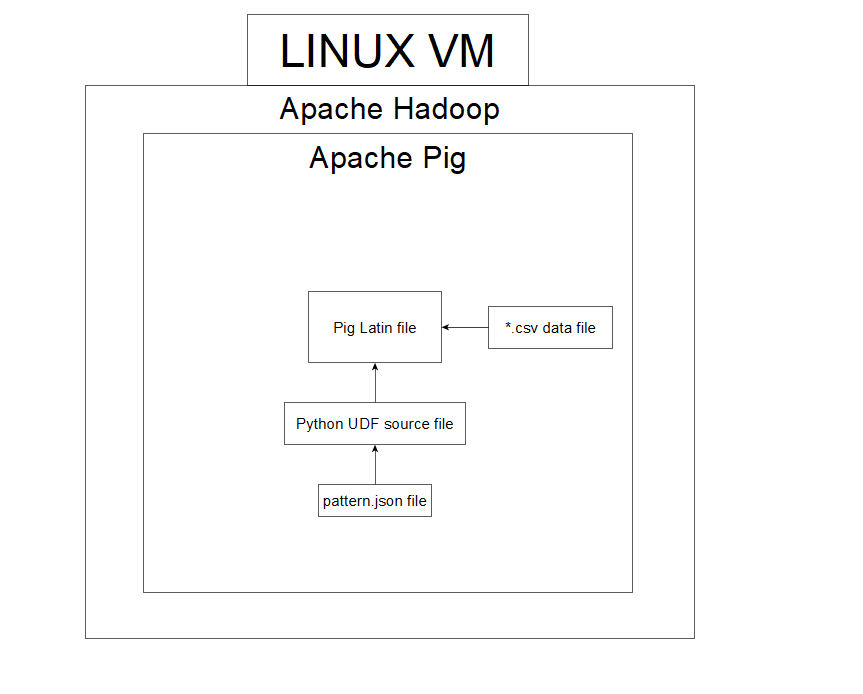 LINUX VM
Apache Hadoop
Apache Pig
Pig Latin file
*.csv data file
Python UDF source file
pattern.json file